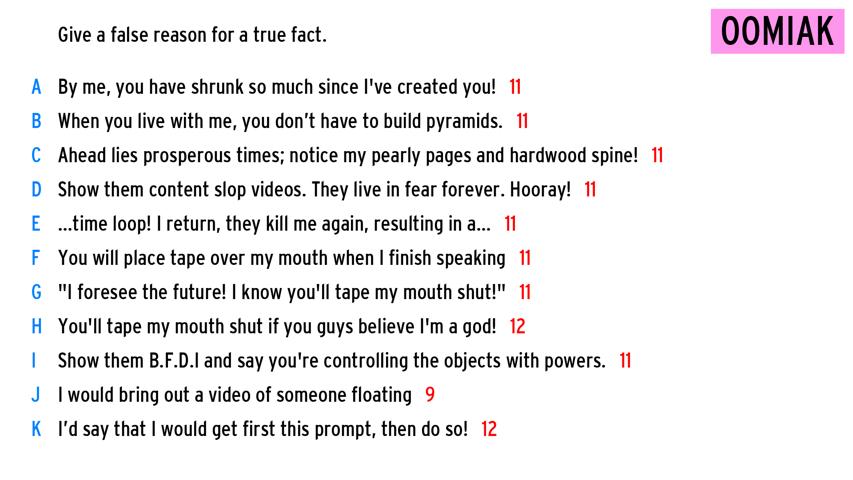 Give a false reason for a true fact.
OOMIAK
A By me, you have shrunk so much since I've created you! 11
B When you live with me, you don’t have to build pyramids. 11
C Ahead lies prosperous times; notice my pearly pages and hardwood spine! 11
D Show them content slop videos. They live in fear forever. Hooray! 11
E ...time loop! I return, they kill me again, resulting in a... 11
F You will place tape over my mouth when I finish speaking 11
G "I foresee the future! I know you'll tape my mouth shut!" 11
H You'll tape my mouth shut if you guys believe I'm a god! 12
I Show them B.F.D.I and say you're controlling the objects with powers. 11
J I would bring out a video of someone floating 9
K I’d say that I would get first this prompt, then do so! 12